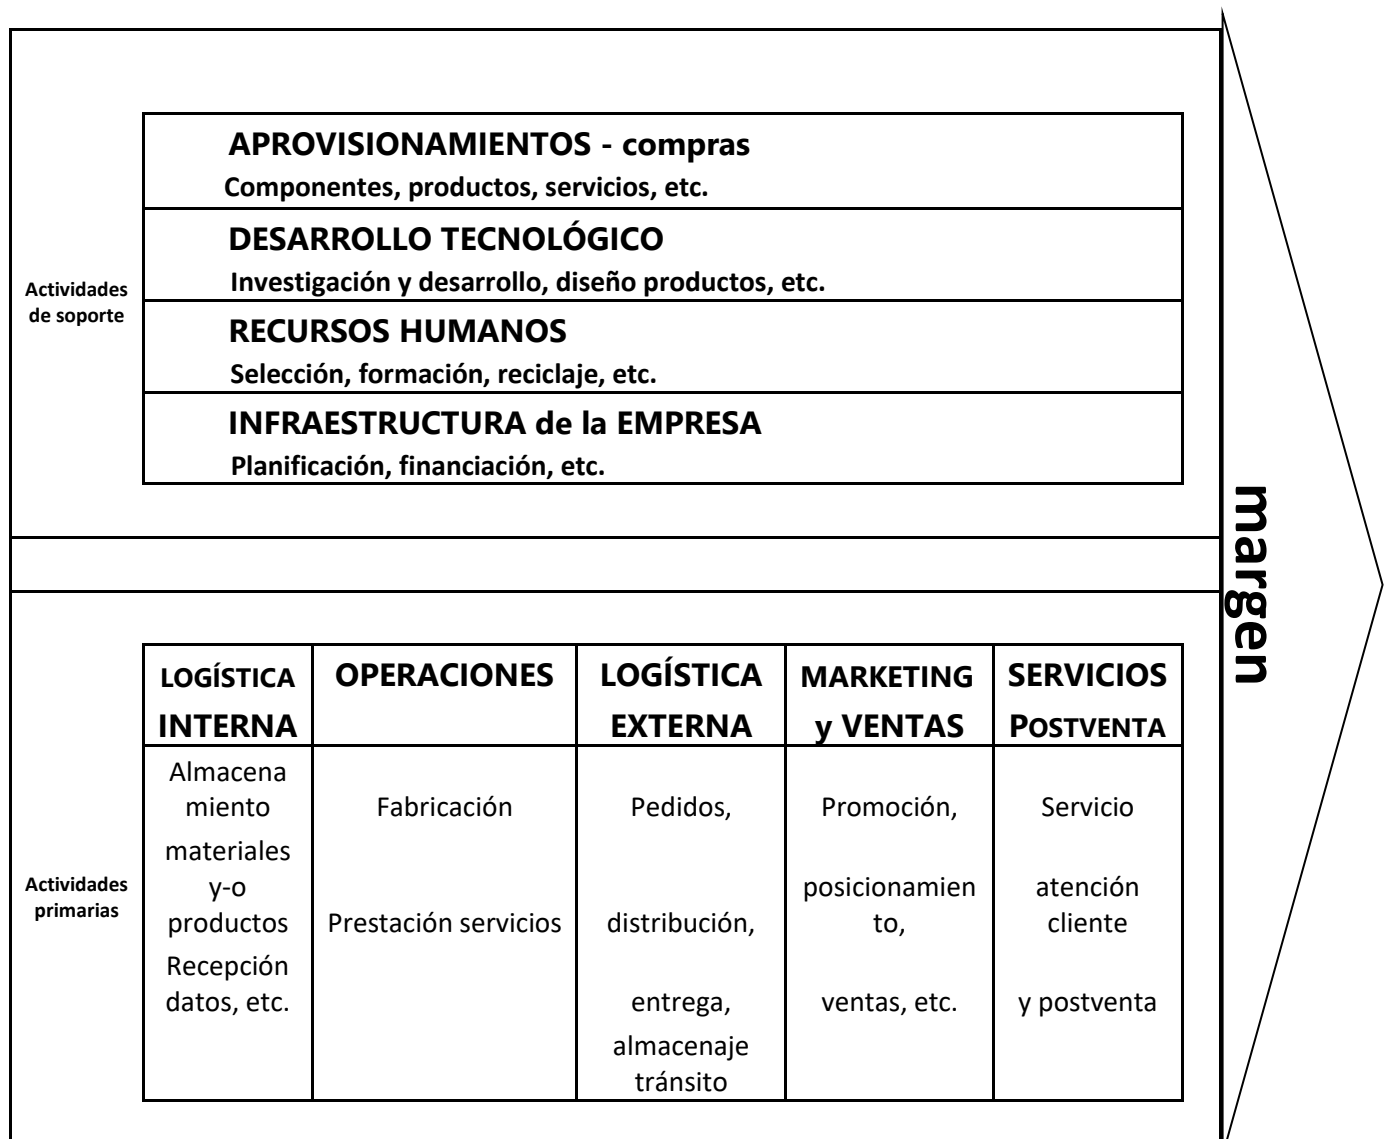 APROVISIONAMIENTOS - compras
Componentes, productos, servicios, etc.
DESARROLLO TECNOLÓGICO
Investigación y desarrollo, diseño productos, etc.
Actividades
de soporte
RECURSOS HUMANOS
Selección, formación, reciclaje, etc.
INFRAESTRUCTURA de la EMPRESA
Planificación, financiación, etc.
margen
Actividades
primarias
LOGÍSTICA
INTERNA
OPERACIONES
LOGÍSTICA
EXTERNA
MARKETING
y VENTAS
SERVICIOS
POSTVENTA
Almacena
miento
materiales
y-o
productos
Recepción
datos, etc.
Fabricación
Prestación servicios
Pedidos,
distribución,
entrega,
almacenaje
tránsito
Promoción,
posicionamien
to,
ventas, etc.
Servicio
atención
cliente
y postventa